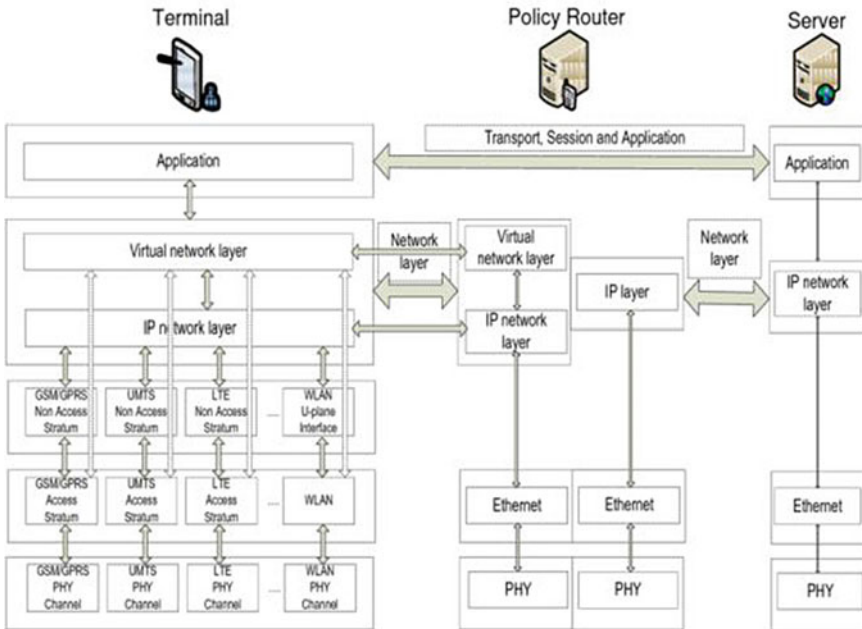 Terminal
Policy Router
Server
Transport, Session and Application
Application
Application
Virtual network layer
Network
layer
Virtual
network layer
Network
layer
IP layer
IP network
layer
IP network layer
IP network
layer
GSM/GPRS
Non Access
Stratum
UMTS
Non Access
Stratum
LTE
Non Access
Stratum
....
WLAN
U-plane
Interface
GSM/GPRS
Access
Stratum
UMTS
Access
Stratum
LTE
Access
Stratum
....
WLAN
Ethernet
Ethernet
Ethernet
GSM/GPRS
PHY
Channel
UMTS
PHY
Channel
LTE
PHY
Channel
....
WLAN
PHY
Channel
PHY
PHY
PHY